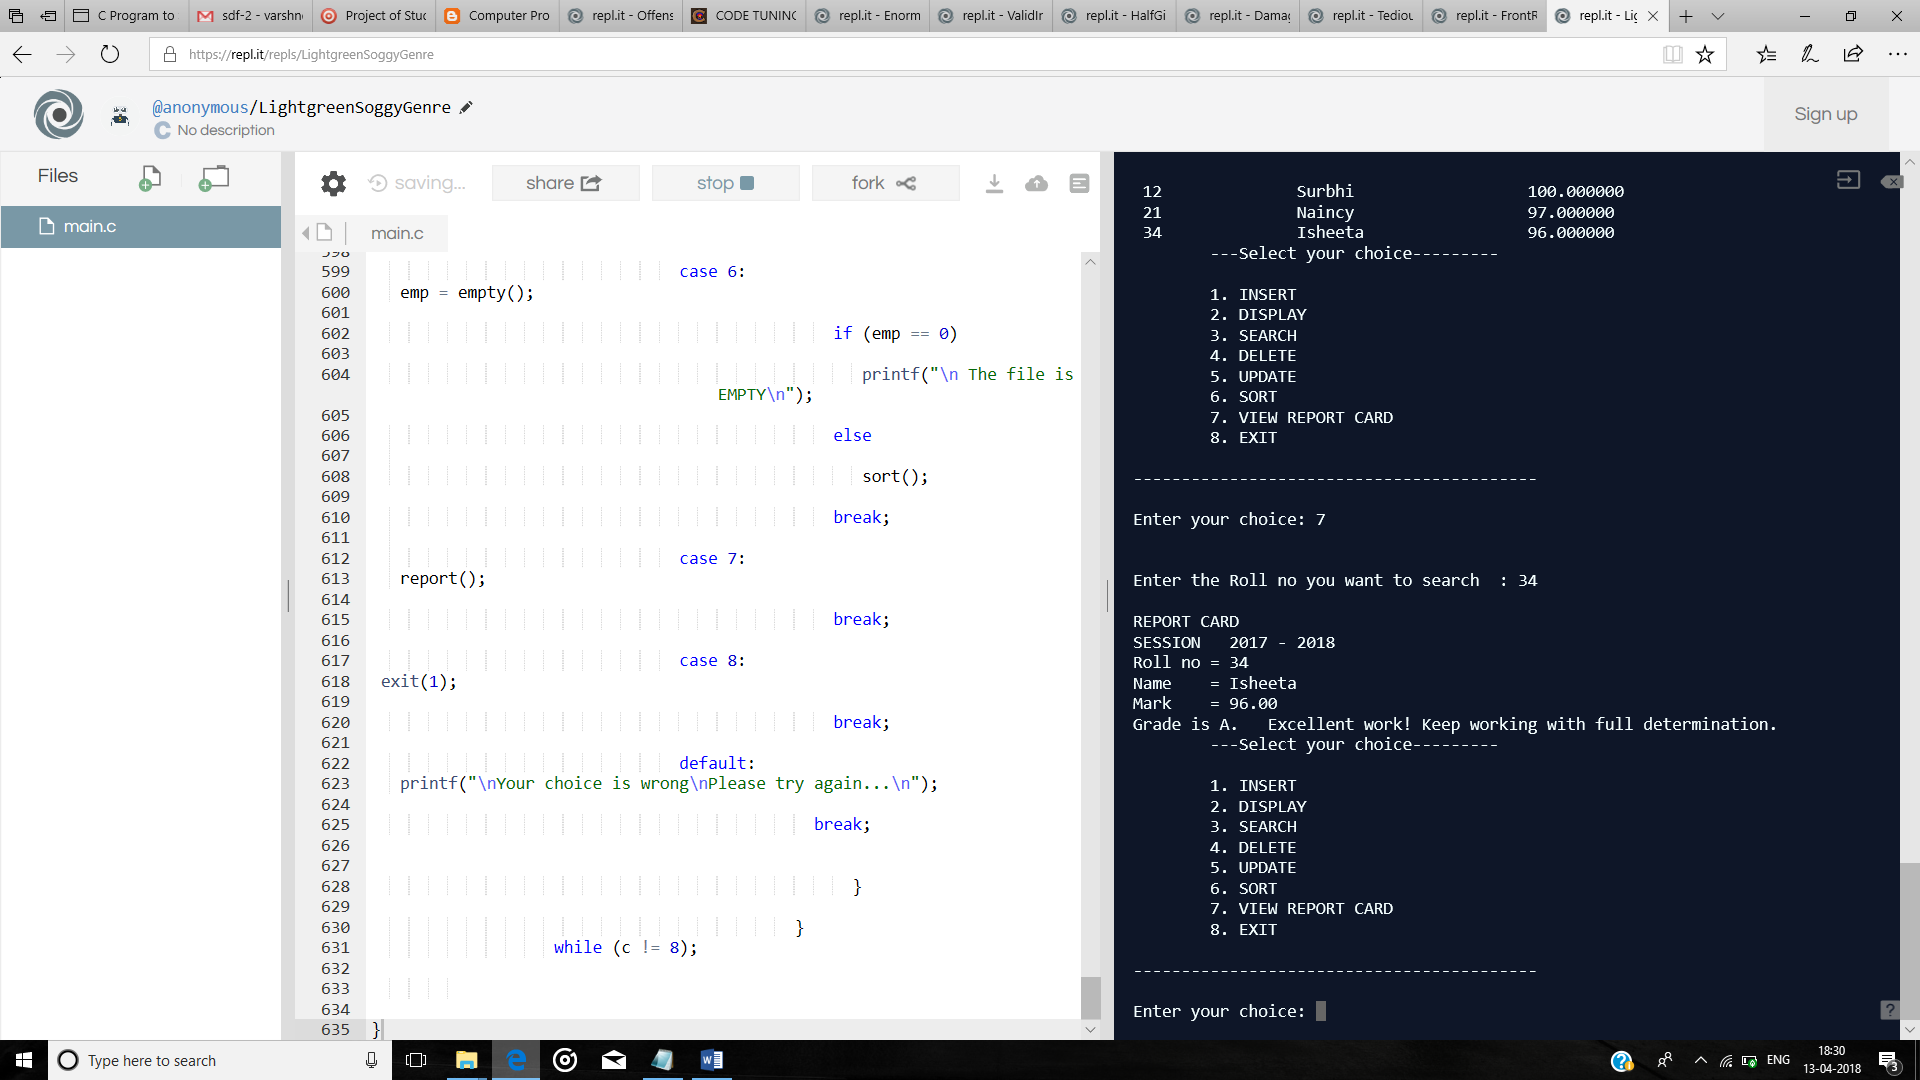 C Program to
sdf-2 - varshn
Project of Stud
Computer Pro
repl.it - Offens
CODE TUNING
repl.it - Enorm
repl.it - ValidIn
repl.it - HalfGi
repl.it - Damag
repl.it - Tediou
repl.it - FrontR
repl.it - Lig
https://repl.it/repls/LightgreenSoggyGenre
@anonymous/LightgreenSoggyGenre
C No description
Sign up
Files
main.c
saving...
share
stop
fork
main.c
598
599 case 6:
600 emp = empty();
601
602 if (emp == 0)
603
604 printf("\n The file is
EMPTY\n");
605
606 else
607
608 sort();
609
610 break;
611
612 case 7:
613 report();
614
615 break;
616
617 case 8:
618 exit(1);
619
620 break;
621
622 default:
623 printf("\nYour choice is wrong\nPlease try again...\n");
624
625 break;
626
627
628 }
629
630 }
631 while (c != 8);
632
633
634
635 }
12 Surbhi 100.000000
21 Naincy 97.000000
34 Isheeta 96.000000
---Select your choice---------
1. INSERT
2. DISPLAY
3. SEARCH
4. DELETE
5. UPDATE
6. SORT
7. VIEW REPORT CARD
8. EXIT
------------------------------------------
Enter your choice: 7
Enter the Roll no you want to search : 34
REPORT CARD
SESSION 2017 - 2018
Roll no = 34
Name = Isheeta
Mark = 96.00
Grade is A. Excellent work! Keep working with full determination.
---Select your choice---------
1. INSERT
2. DISPLAY
3. SEARCH
4. DELETE
5. UPDATE
6. SORT
7. VIEW REPORT CARD
8. EXIT
------------------------------------------
Enter your choice:
?
Type here to search
ENG
18:30
13-04-2018
3